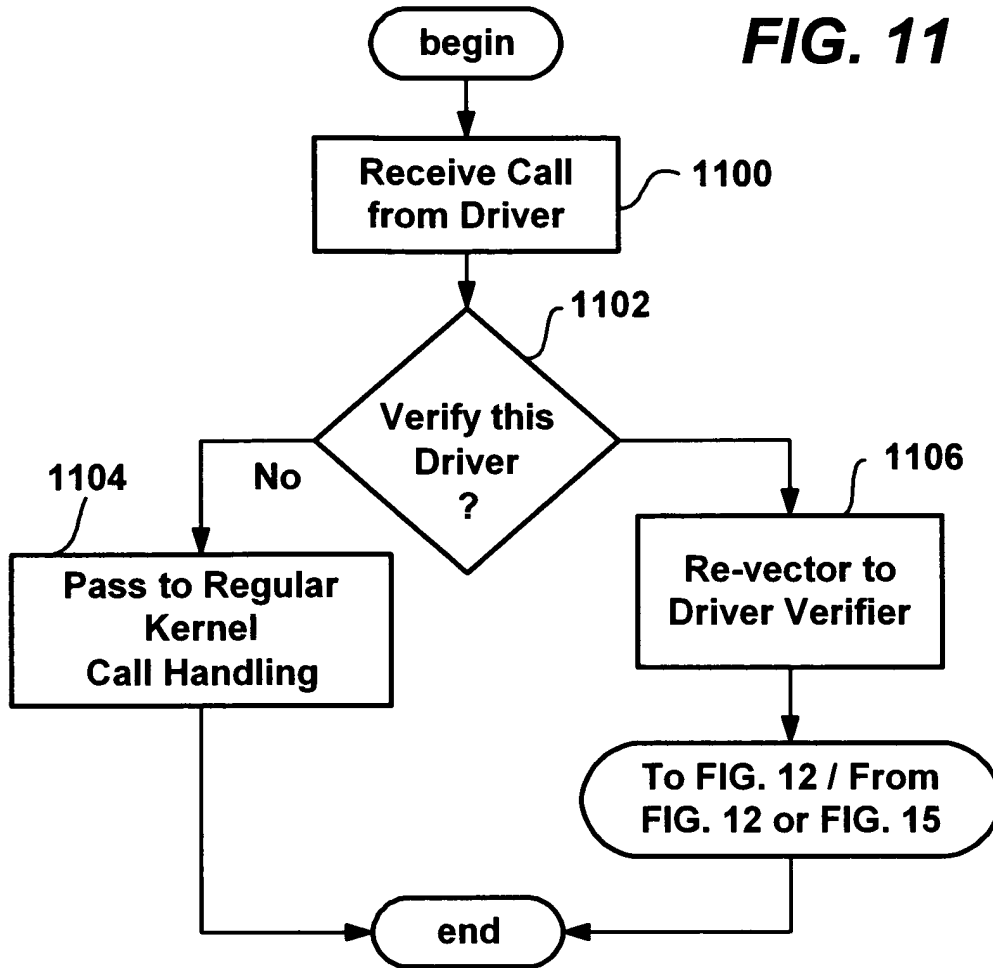 FIG. 11
begin
Receive Call
from Driver
1100
1102
Verify this
Driver
?
No
1104
Pass to Regular
Kernel
Call Handling
1106
Re-vector to
Driver Verifier
To FIG. 12 / From
FIG. 12 or FIG. 15
end